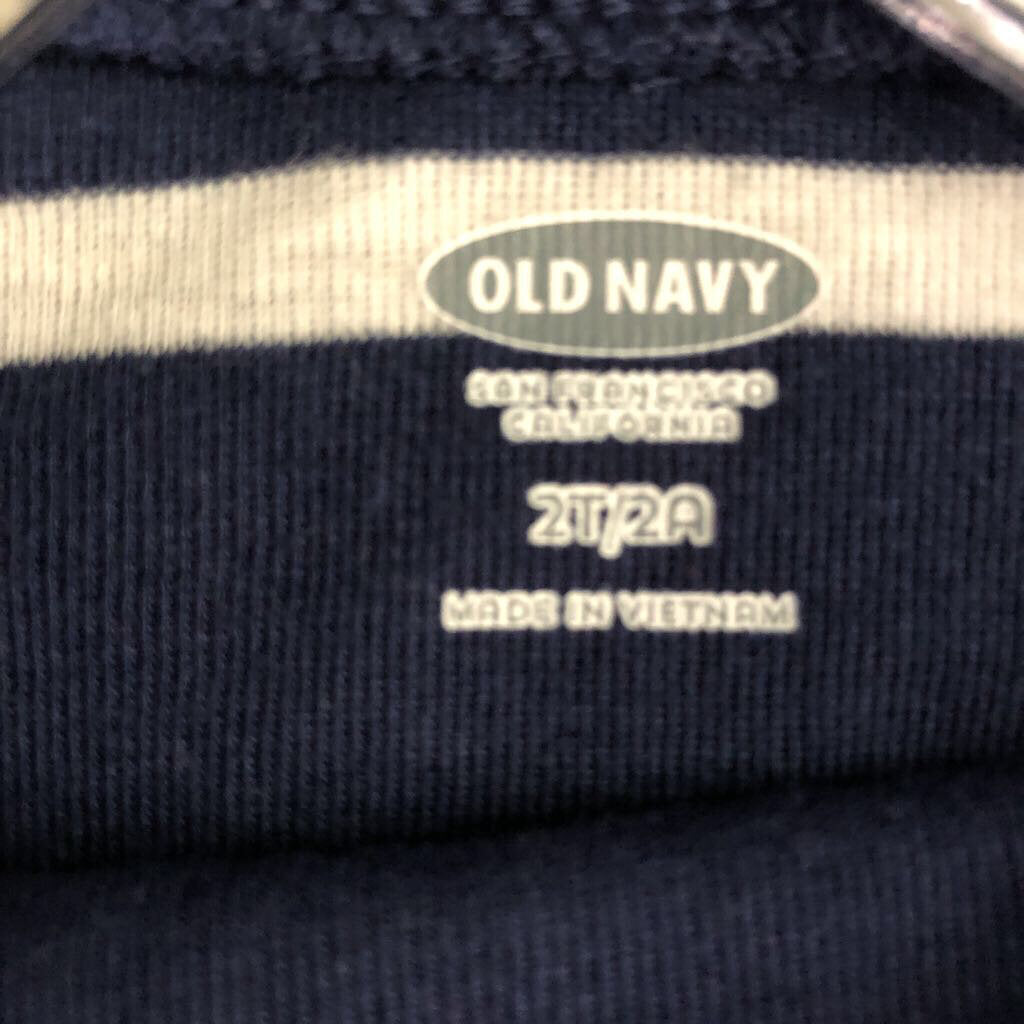 OLD NAVY
SAN FRANCISCO
CALIFORNIA
2T/2A
MADE IN VIETNAM